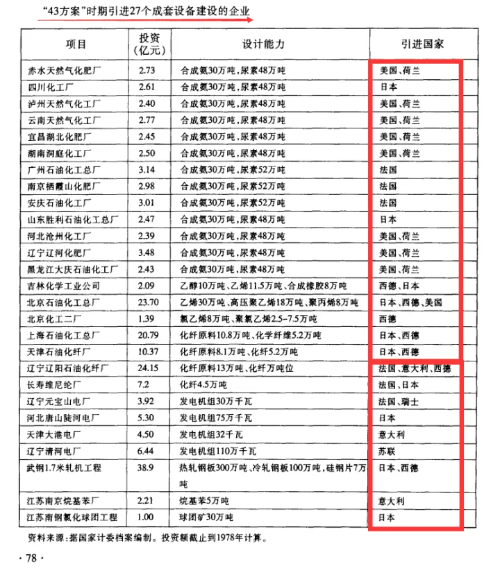 “43方案”时期引进27个成套设备建设的企业
项目 投资(亿元) 设计能力 引进国家
赤水天然气化肥厂 2.73 合成氨30万吨,尿素48万吨 美国、荷兰
四川化工厂 2.61 合成氨30万吨,尿素48万吨 日本
泸州天然气化工厂 2.40 合成氨30万吨,尿素48万吨 美国、荷兰
云南天然气化工厂 2.77 合成氨30万吨,尿素48万吨 美国、荷兰
宜昌湖北化肥厂 2.45 合成氨30万吨,尿素48万吨 美国、荷兰
湖南洞庭化工厂 2.50 合成氨30万吨,尿素48万吨 美国、荷兰
广州石油化工总厂 3.14 合成氨30万吨,尿素52万吨 法国
南京栖霞山化肥厂 2.98 合成氨30万吨,尿素52万吨 法国
安庆石油化工厂 3.01 合成氨30万吨,尿素52万吨 法国
山东胜利石油化工总厂 2.47 合成氨30万吨,尿素48万吨 日本
河北沧州化工厂 2.39 合成氨30万吨,尿素48万吨 美国、荷兰
辽宁辽河化肥厂 3.48 合成氨30万吨,尿素48万吨 美国、荷兰
黑龙江大庆石油化工厂 2.43 合成氨30万吨,尿素48万吨 美国、荷兰
吉林化学工业公司 2.09 乙醇10万吨、乙烯11.5万吨、合成橡胶8万吨 西德、日本
北京石油化工总厂 23.70 乙烯30万吨、高压聚乙烯18万吨、聚丙烯8万吨 日本、西德、美国
北京化工二厂 1.39 氯乙烯8万吨、聚氯乙烯2.5-7.5万吨 西德
上海石油化工总厂 20.79 化纤原料10.8万吨、化学纤维5.2万吨 日本、西德
天津石油化纤厂 10.37 化纤原料8.1万吨、化纤5.2万吨 日本、西德
辽宁辽阳石油化纤厂 24.15 化纤原料13万吨、化纤万吨位 法国、意大利、西德
长寿维尼纶厂 7.2 化纤4.5万吨 法国、日本
辽宁元宝山电厂 3.92 发电机组30万千瓦 法国、瑞士
河北唐山陡河电厂 5.30 发电机组75万千瓦 日本
天津大港电厂 4.50 发电机组32千瓦 意大利
辽宁清河电厂 6.44 发电机组110万千瓦 苏联
武钢1.7米轧机工程 38.9 热轧钢板300万吨、冷轧钢板100万吨,硅钢片7万吨 日本、西德
江苏南京烷基苯厂 2.21 烷基苯5万吨 意大利
江苏南钢氯化球团工程 1.00 球团矿30万吨 日本
资料来源:据国家计委档案编制。投资额截止到1978年计算。
·78·